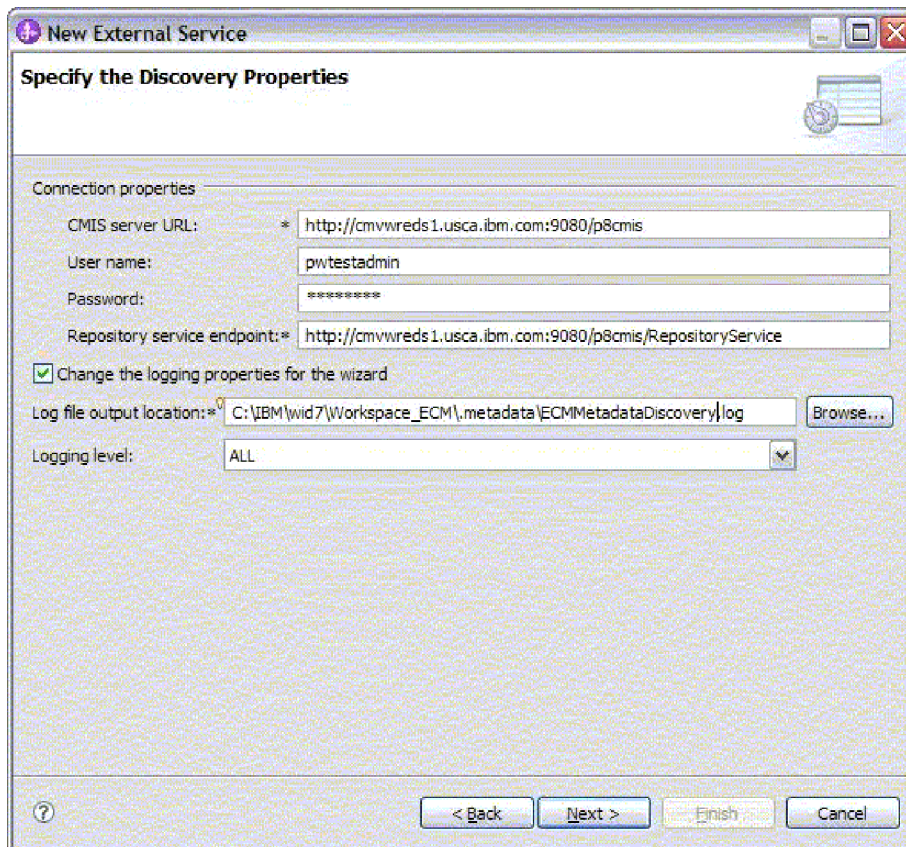 New External Service
Specify the Discovery Properties
Connection properties
CMIS server URL: * http://cmvwreds1.usca.ibm.com:9080/p8cmis
User name: pwtestadmin
Password: ********
Repository service endpoint:* http://cmvwreds1.usca.ibm.com:9080/p8cmis/RepositoryService
Change the logging properties for the wizard
Log file output location:* C:\IBM\wid7\Workspace_ECM\.metadata\ECMMetadataDiscovery.log Browse...
Logging level: ALL
? < Back Next > Finish Cancel